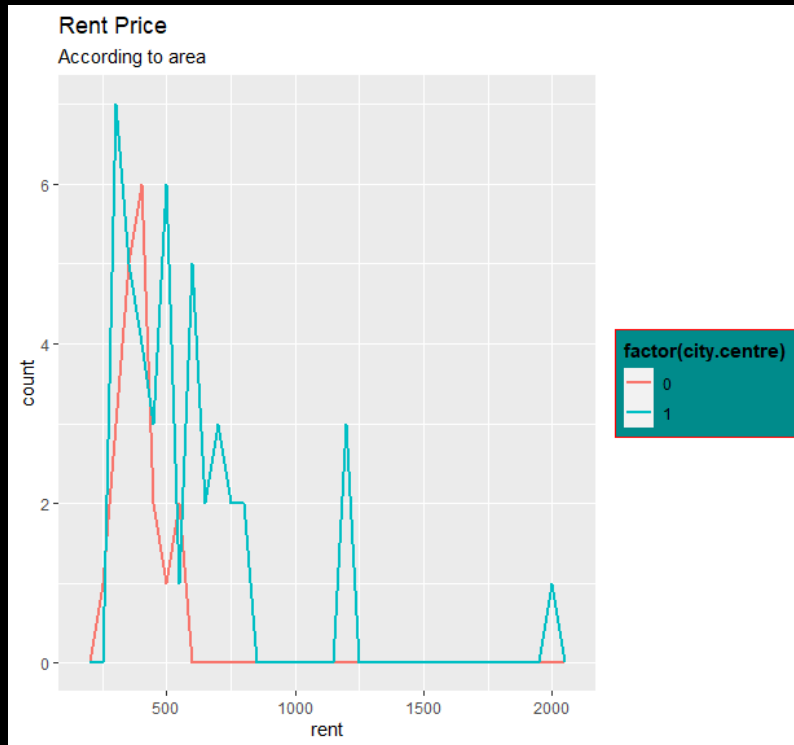 Rent Price
According to area
6
4
2
0
count
500
1000
1500
2000
rent
factor(city.centre)
0
1